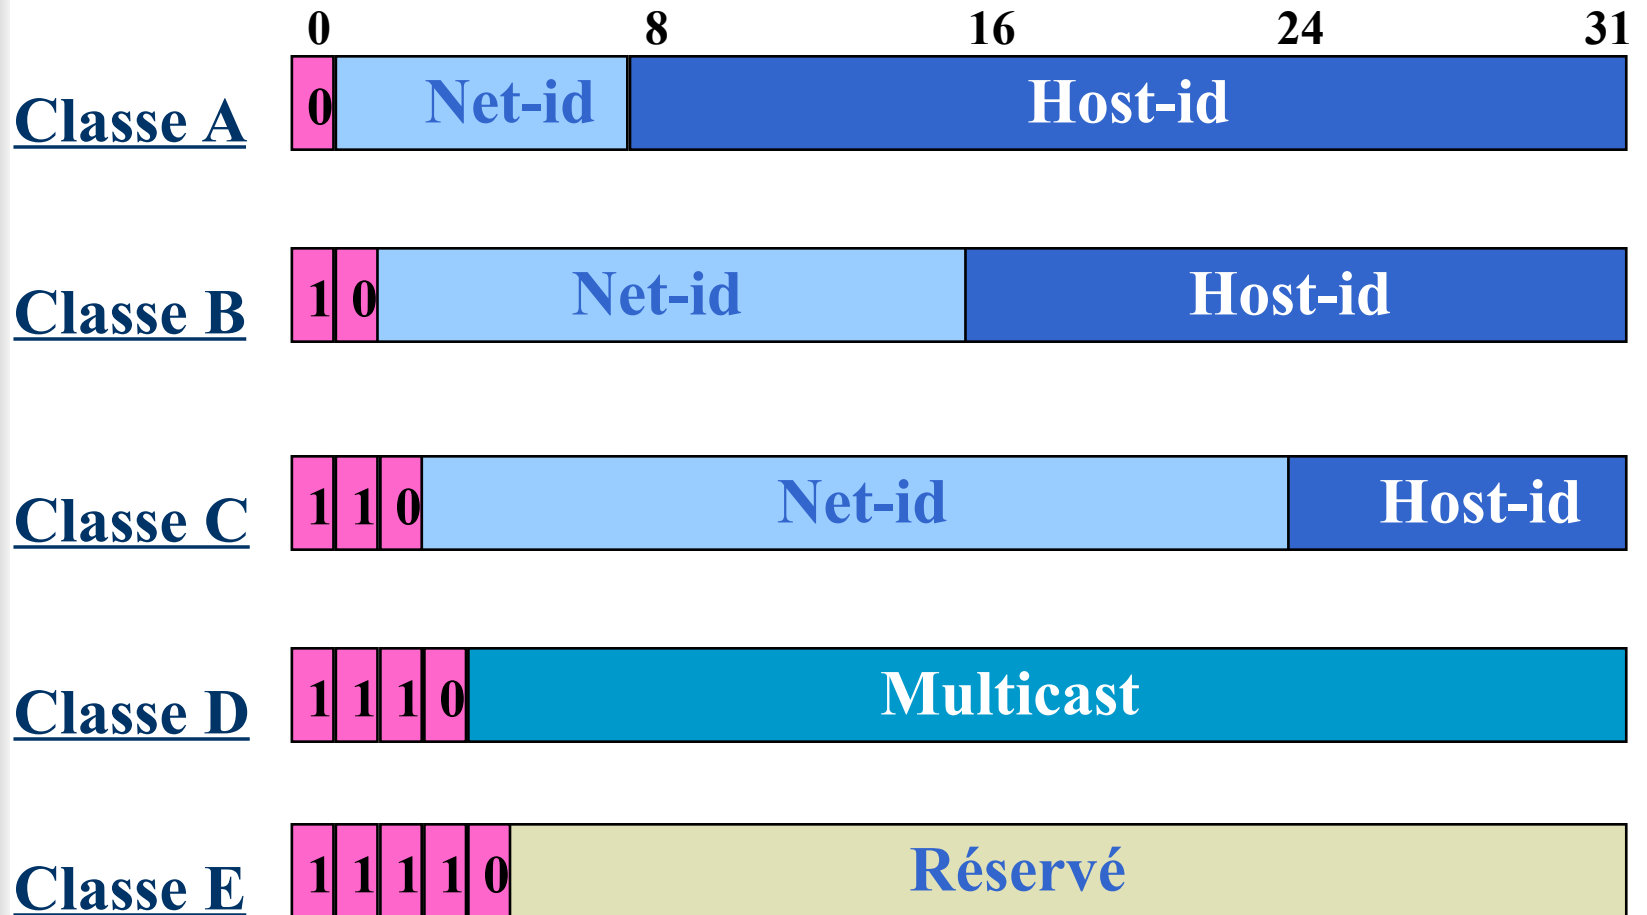 0 8 16 24 31
Classe A 0 Net-id Host-id
Classe B 1 0 Net-id Host-id
Classe C 1 1 0 Net-id Host-id
Classe D 1 1 1 0 Multicast
Classe E 1 1 1 1 0 Réservé